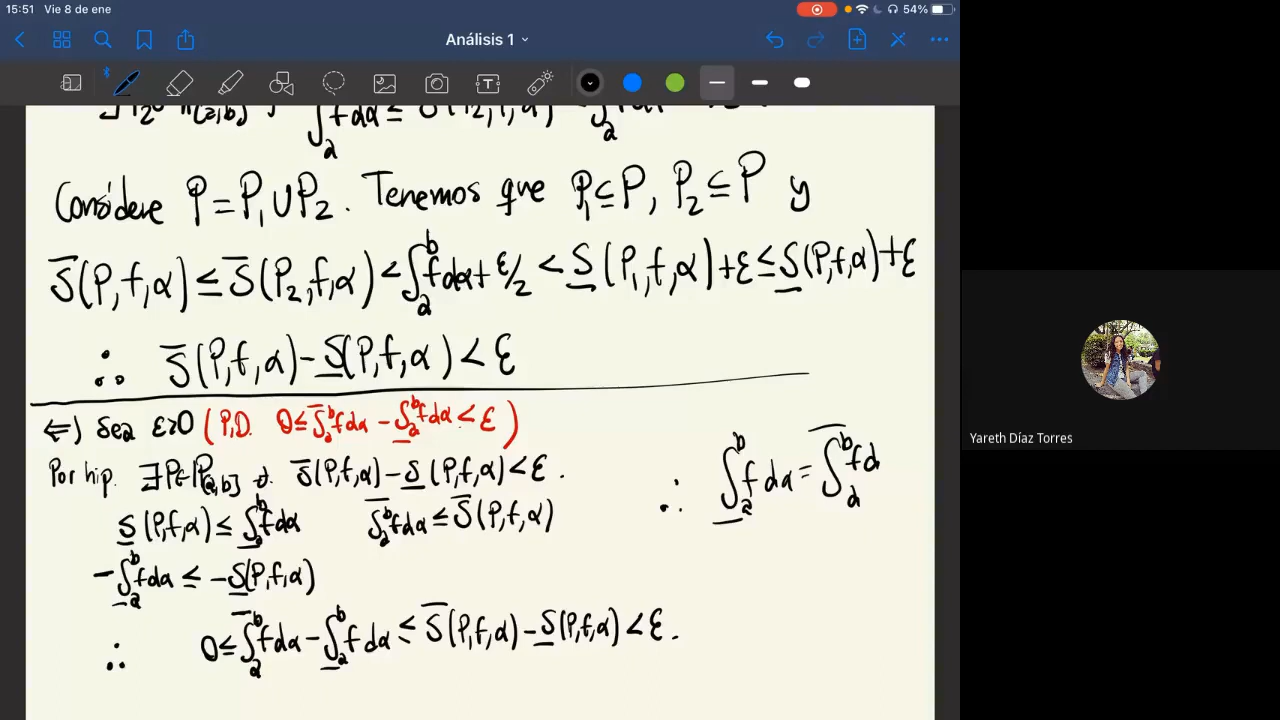 15:51 Vie 8 de ene 54%
Análisis 1
∫ₐ f dα ≤
Considere P = P₁ ∪ P₂. Tenemos que P₁ ⊆ P, P₂ ⊆ P y
S̅(P,f,α) ≤ S̅(P₂,f,α) < ∫ₐᵇ f dα + ε/2 < S̲(P₁,f,α) + ε ≤ S̲(P,f,α) + ε
∴ S̅(P,f,α) - S̲(P,f,α) < ε
⇐) Sea ε>0 (P.D. 0 ≤ ∫̅ₐᵇ f dα - ∫̲ₐᵇ f dα < ε)
Por hip. ∃ P ∈ ℙ[a,b] ∍. S̅(P,f,α) - S̲(P,f,α) < ε.
S̲(P,f,α) ≤ ∫̲ₐᵇ f dα ∫̅ₐᵇ f dα ≤ S̅(P,f,α)
- ∫̲ₐᵇ f dα ≤ - S̲(P,f,α)
∴ 0 ≤ ∫̅ₐᵇ f dα - ∫̲ₐᵇ f dα ≤ S̅(P,f,α) - S̲(P,f,α) < ε.
∴ ∫̲ₐᵇ f dα = ∫̅ₐᵇ f d
Yareth Díaz Torres